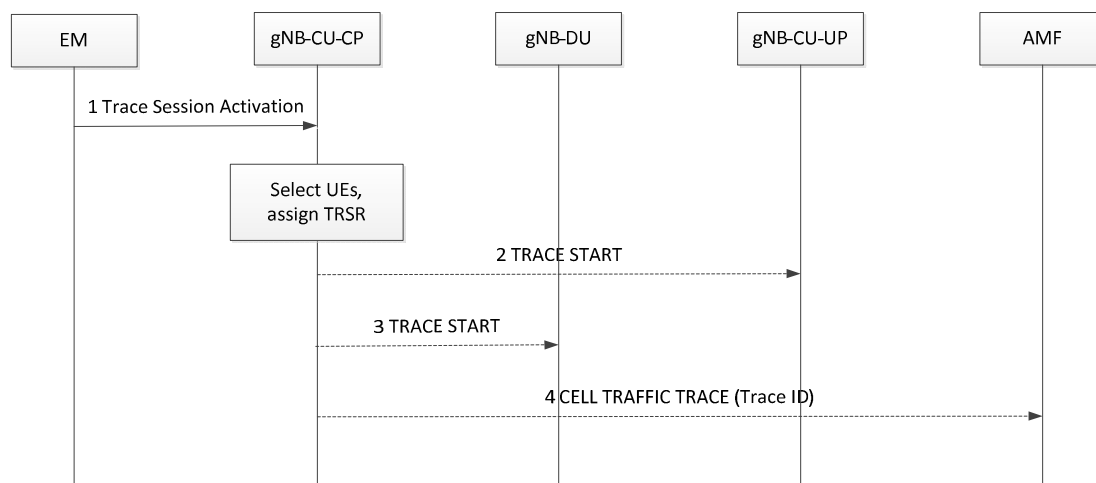 EM
gNB-CU-CP
gNB-DU
gNB-CU-UP
AMF
1 Trace Session Activation
Select UEs,
assign TRSR
2 TRACE START
3 TRACE START
4 CELL TRAFFIC TRACE (Trace ID)